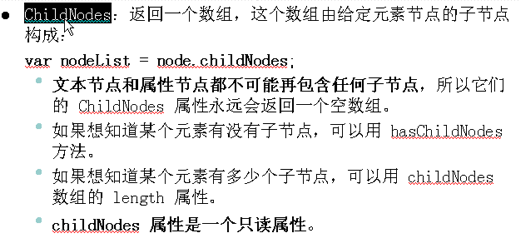 ChildNodes：返回一个数组，这个数组由给定元素节点的子节点
构成：
var nodeList = node.childNodes;
文本节点和属性节点都不可能再包含任何子节点，所以它们
的 ChildNodes 属性永远会返回一个空数组。
如果想知道某个元素有没有子节点，可以用 hasChildNodes
方法。
如果想知道某个元素有多少个子节点，可以用 childNodes
数组的 length 属性。
childNodes 属性是一个只读属性。